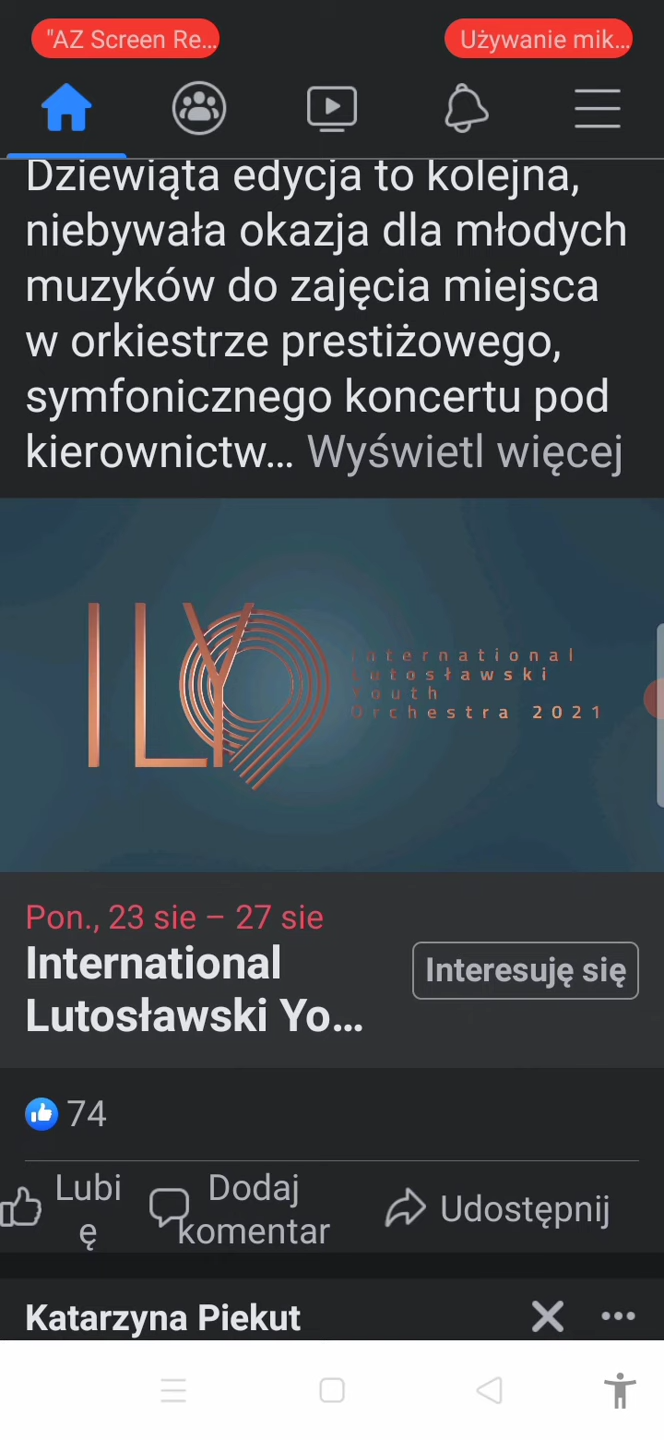 "AZ Screen Re... Używanie mik...
Dziewiąta edycja to kolejna,
niebywała okazja dla młodych
muzyków do zajęcia miejsca
w orkiestrze prestiżowego,
symfonicznego koncertu pod
kierownictw... Wyświetl więcej
ILY
International
Lutosławski
Youth
Orchestra 2021
Pon., 23 sie – 27 sie
International
Lutosławski Yo...
Interesuję się
74
Lubi
ę
Dodaj
komentar
Udostępnij
Katarzyna Piekut